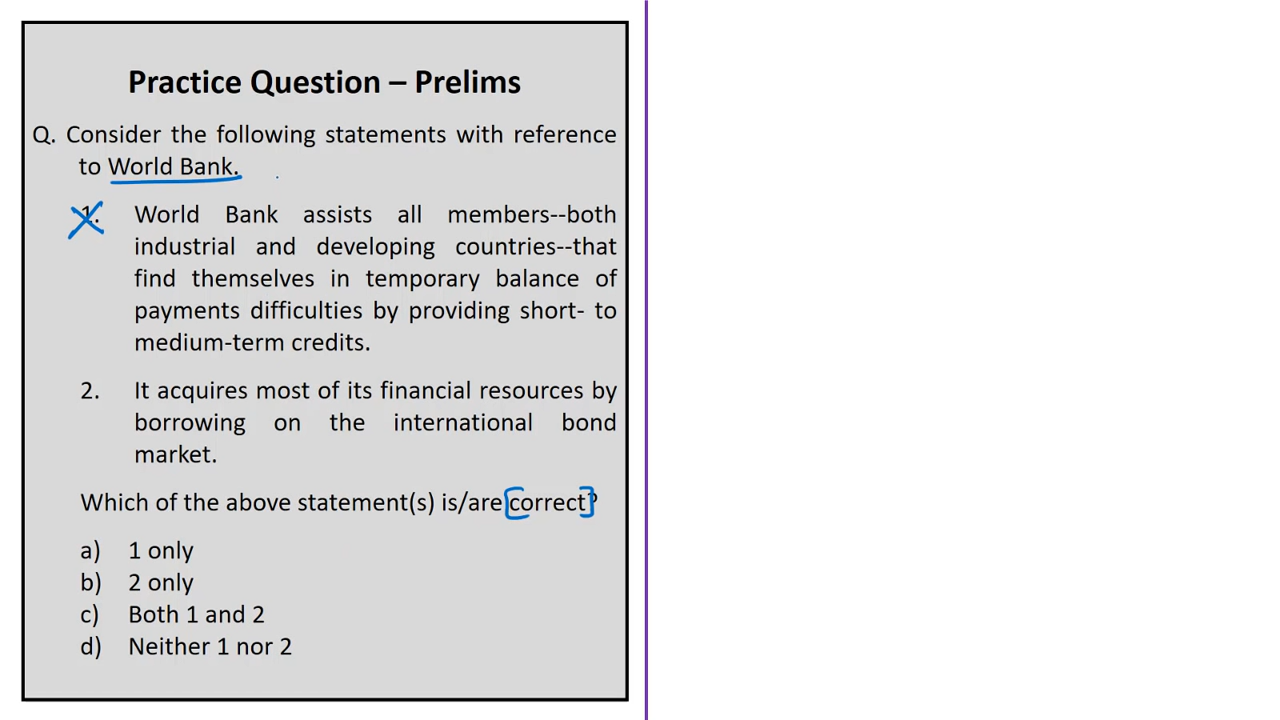 Practice Question – Prelims
Q. Consider the following statements with reference
to World Bank.
1. World Bank assists all members--both
industrial and developing countries--that
find themselves in temporary balance of
payments difficulties by providing short- to
medium-term credits.
2. It acquires most of its financial resources by
borrowing on the international bond
market.
Which of the above statement(s) is/are correct?
a) 1 only
b) 2 only
c) Both 1 and 2
d) Neither 1 nor 2